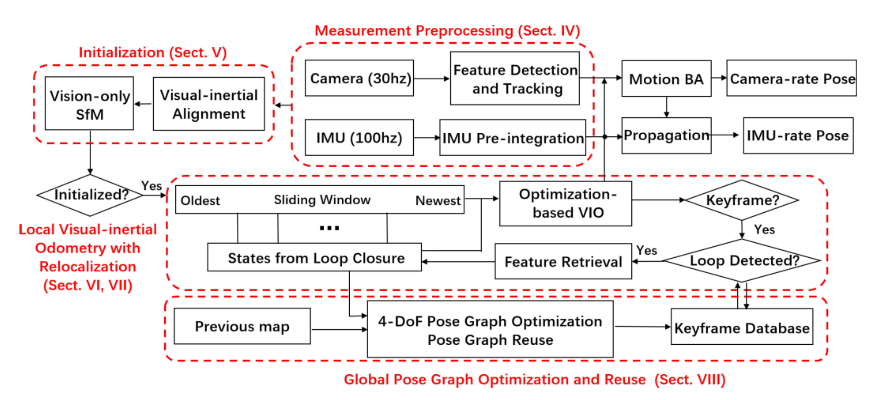 Measurement Preprocessing (Sect. IV)
Initialization (Sect. V)
Vision-only
SfM
Visual-inertial
Alignment
Camera (30hz)
Feature Detection
and Tracking
Motion BA
Camera-rate Pose
IMU (100hz)
IMU Pre-integration
Propagation
IMU-rate Pose
Initialized?
Yes
Oldest
Sliding Window
Newest
...
Optimization-
based VIO
Keyframe?
Yes
Local Visual-inertial
Odometry with
Relocalization
(Sect. VI, VII)
States from Loop Closure
Feature Retrieval
Yes
Loop Detected?
Previous map
4-DoF Pose Graph Optimization
Pose Graph Reuse
Keyframe Database
Global Pose Graph Optimization and Reuse (Sect. VIII)